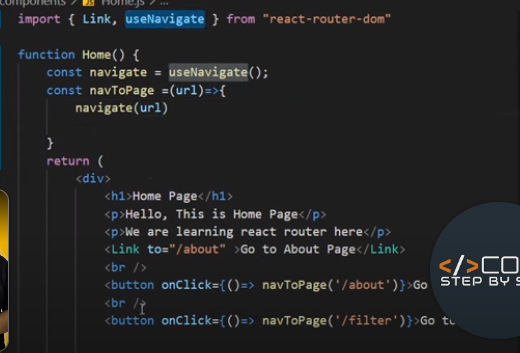 components > JS Home.js > ...
import { Link, useNavigate } from "react-router-dom"
function Home() {
const navigate = useNavigate();
const navToPage =(url)=>{
navigate(url)
}
return (
<div>
<h1>Home Page</h1>
<p>Hello, This is Home Page</p>
<p>We are learning react router here</p>
<Link to="/about" >Go to About Page</Link>
<br />
<button onClick={()=> navToPage('/about')}>Go
<br />
<button onClick={()=> navToPage('/filter')}>Go to
</>CO
STEP BY S